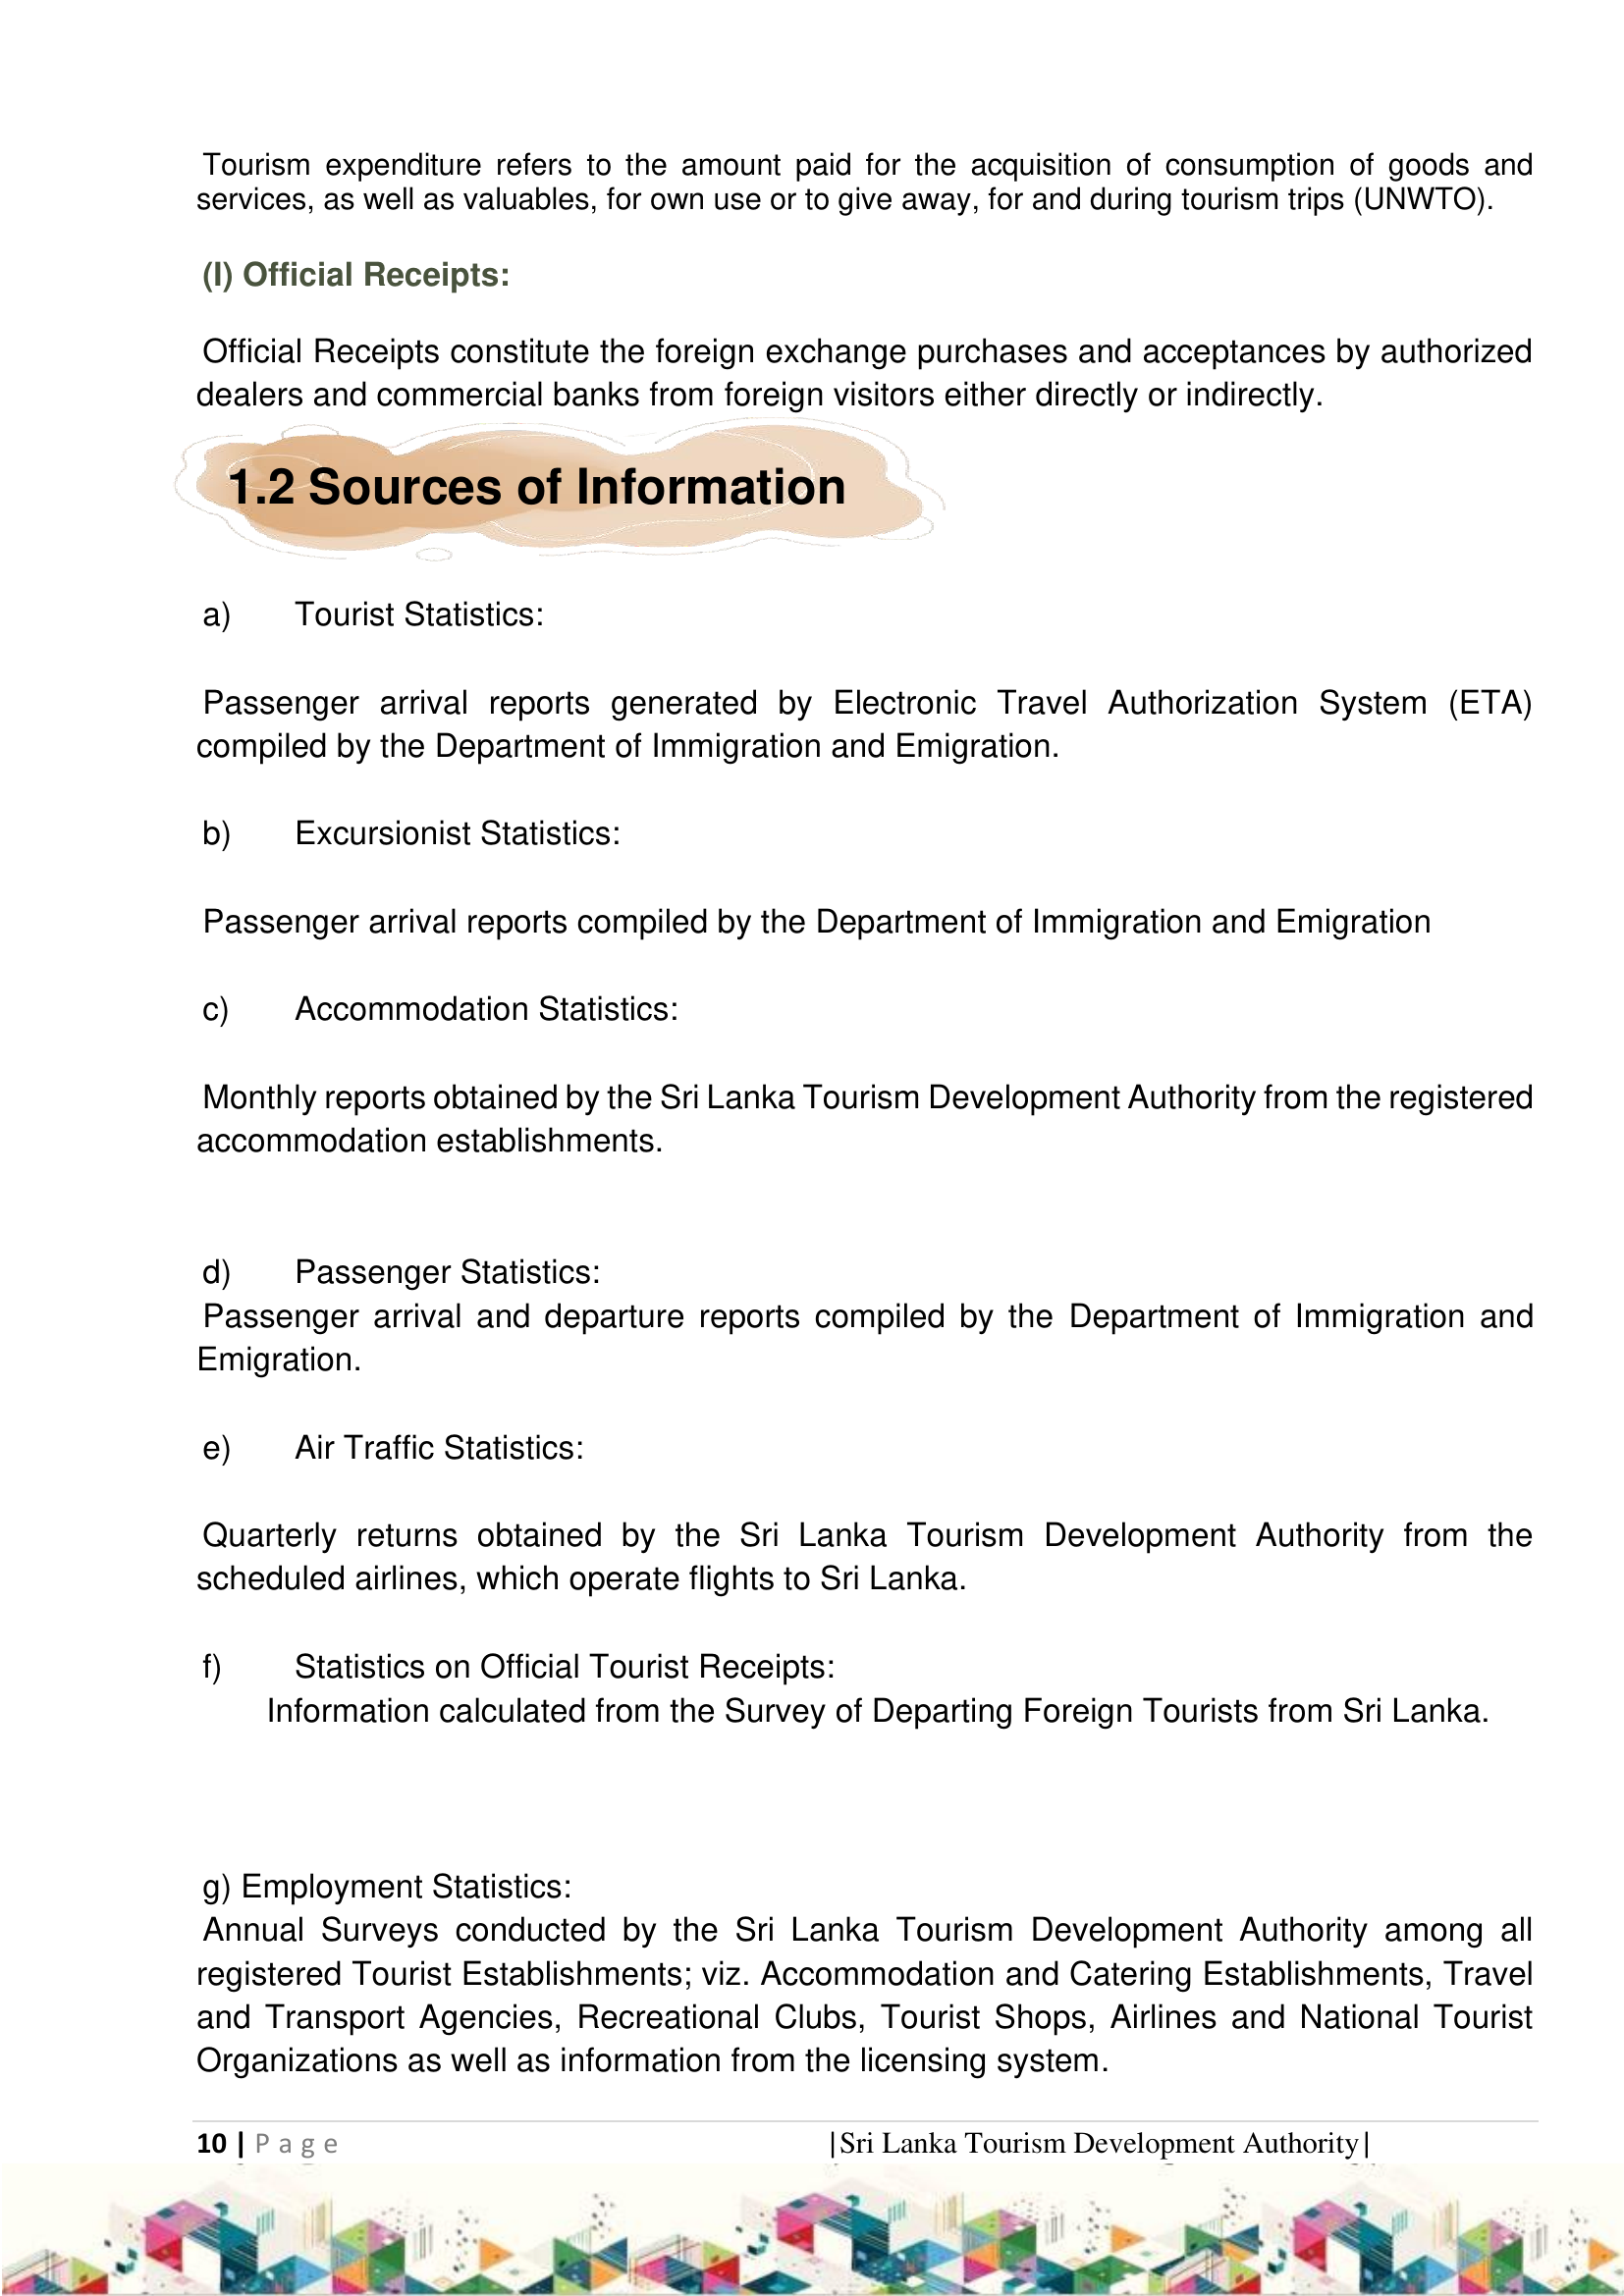 Tourism expenditure refers to the amount paid for the acquisition of consumption of goods and
services, as well as valuables, for own use or to give away, for and during tourism trips (UNWTO).
(I) Official Receipts:
Official Receipts constitute the foreign exchange purchases and acceptances by authorized
dealers and commercial banks from foreign visitors either directly or indirectly.
1.2 Sources of Information
a) Tourist Statistics:
Passenger arrival reports generated by Electronic Travel Authorization System (ETA)
compiled by the Department of Immigration and Emigration.
b) Excursionist Statistics:
Passenger arrival reports compiled by the Department of Immigration and Emigration
c) Accommodation Statistics:
Monthly reports obtained by the Sri Lanka Tourism Development Authority from the registered
accommodation establishments.
d) Passenger Statistics:
Passenger arrival and departure reports compiled by the Department of Immigration and
Emigration.
e) Air Traffic Statistics:
Quarterly returns obtained by the Sri Lanka Tourism Development Authority from the
scheduled airlines, which operate flights to Sri Lanka.
f) Statistics on Official Tourist Receipts:
Information calculated from the Survey of Departing Foreign Tourists from Sri Lanka.
g) Employment Statistics:
Annual Surveys conducted by the Sri Lanka Tourism Development Authority among all
registered Tourist Establishments; viz. Accommodation and Catering Establishments, Travel
and Transport Agencies, Recreational Clubs, Tourist Shops, Airlines and National Tourist
Organizations as well as information from the licensing system.
10 | Page |Sri Lanka Tourism Development Authority|